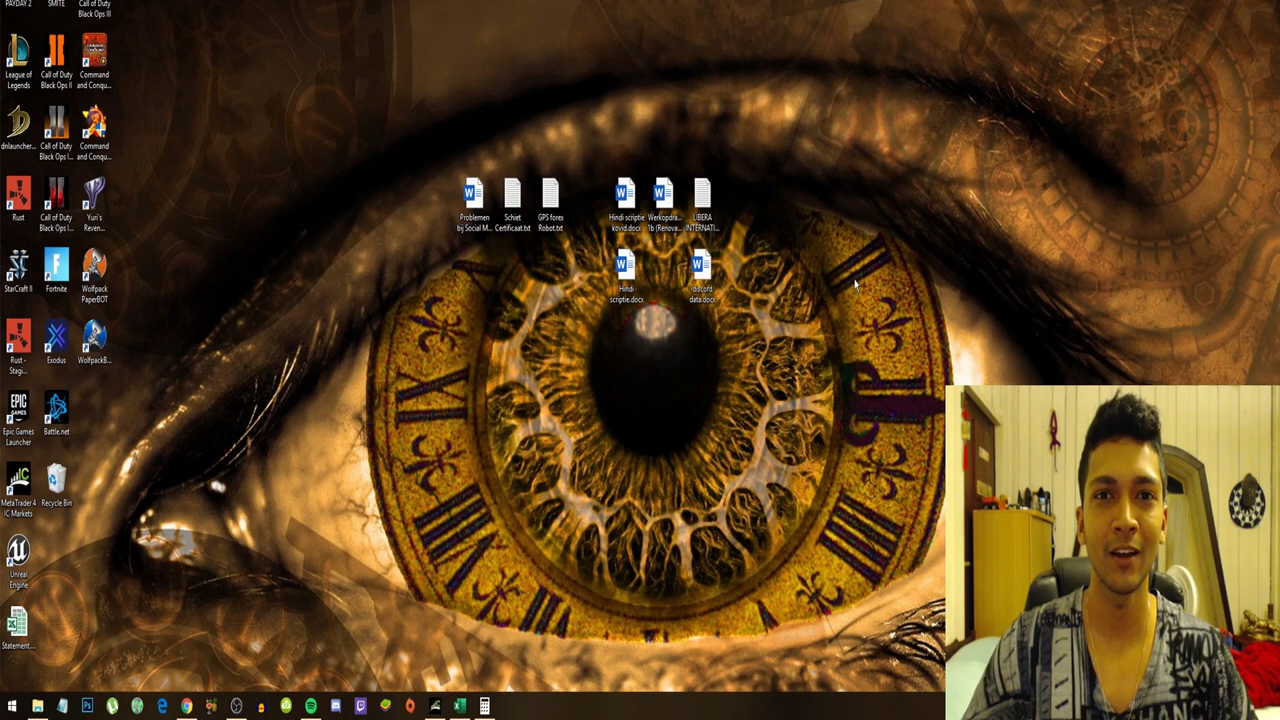 PAYDAY 2
SMITE
Call of Duty
Black Ops III
League of
Legends
Call of Duty
Black Ops II
Command
and Conqu...
dnlauncher...
Call of Duty
Black Ops I...
Command
and Conqu...
Rust
Call of Duty
Black Ops I...
Yuri's
Reven...
StarCraft II
Fortnite
Wolfpack
PaperBOT
Rust -
Stagi...
Exodus
WolfpackB...
EPIC
GAMES
Epic Games
Launcher
Battle.net
MetaTrader 4
IC Markets
Recycle Bin
Unreal
Engine
Statement...
Problemen
bij Social M...
Schiet
Certificaat.txt
GPS forex
Robot.txt
Hindi scriptie
kovid.docx
Werkopdra...
1b (Renova...
LIBERA
INTERNATI...
Hindi
scriptie.docx
discord
data.docx